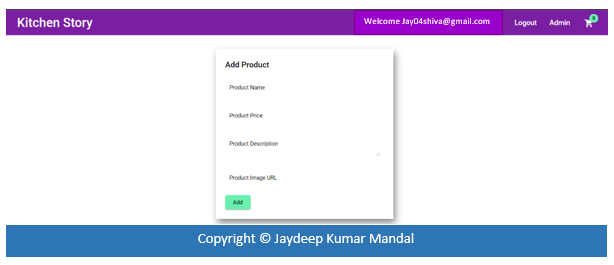 Kitchen Story
Welcome Jay04shiva@gmail.com
Logout
Admin
0
Add Product
Product Name
Product Price
Product Description
Product Image URL
Add
Copyright © Jaydeep Kumar Mandal